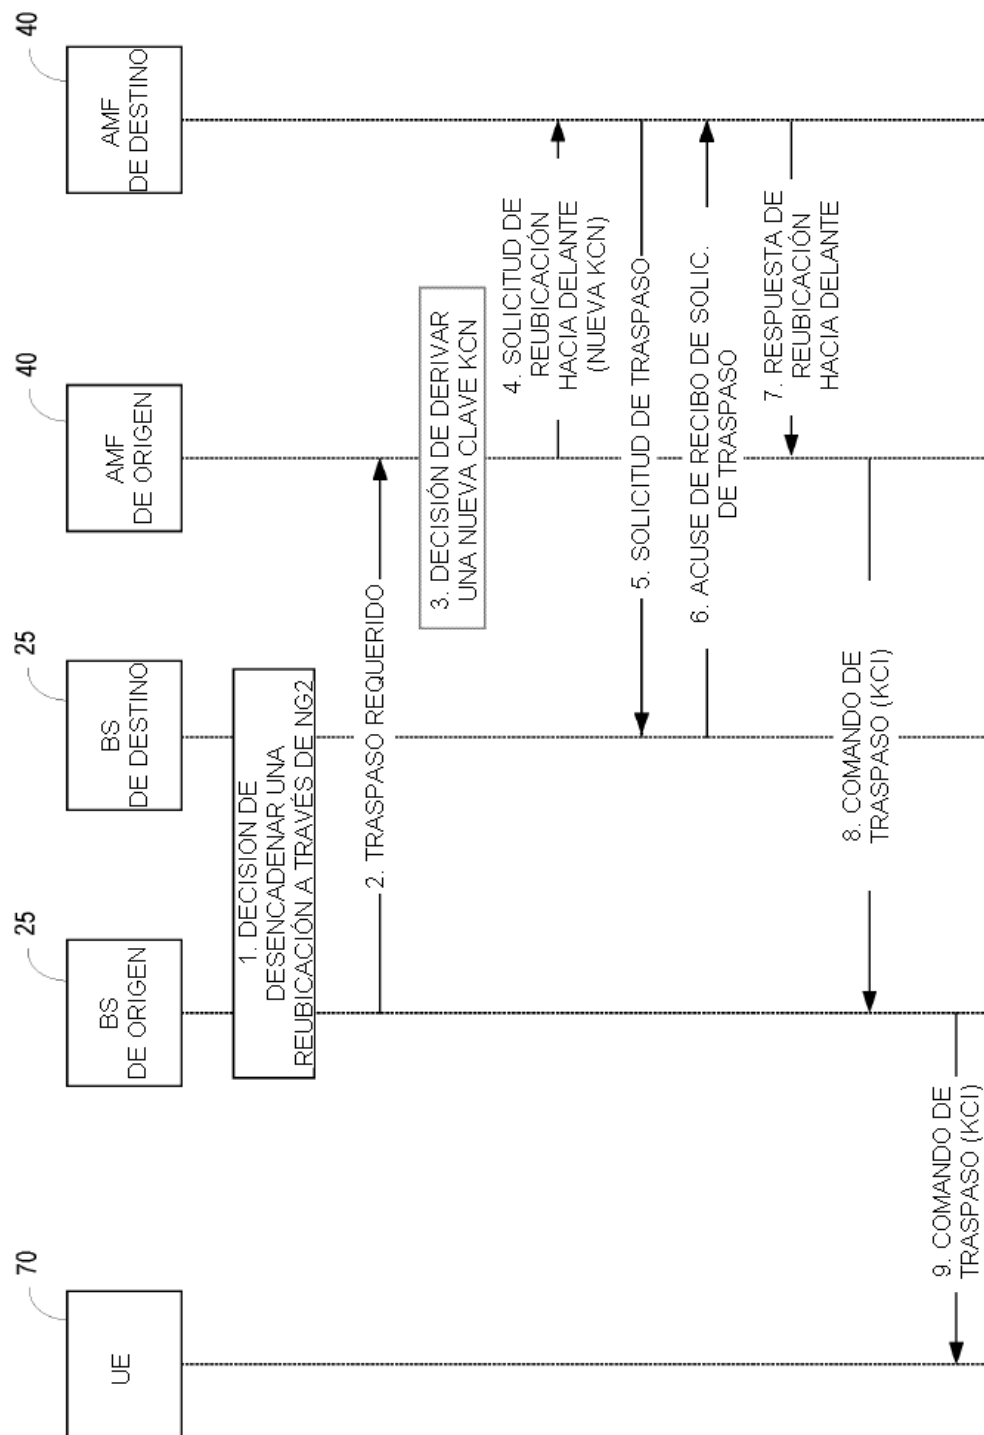 70
25
25
40
40
UE
BS
DE ORIGEN
BS
DE DESTINO
AMF
DE ORIGEN
AMF
DE DESTINO
1. DECISION DE
DESENCADENAR UNA
REUBICACIÓN A TRAVÉS DE NG2
2. TRASPASO REQUERIDO
3. DECISIÓN DE DERIVAR
UNA NUEVA CLAVE KCN
4. SOLICITUD DE
REUBICACIÓN
HACIA DELANTE
(NUEVA KCN)
5. SOLICITUD DE TRASPASO
6. ACUSE DE RECIBO DE SOLIC.
DE TRASPASO
7. RESPUESTA DE
REUBICACIÓN
HACIA DELANTE
8. COMANDO DE
TRASPASO (KCI)
9. COMANDO DE
TRASPASO (KCI)